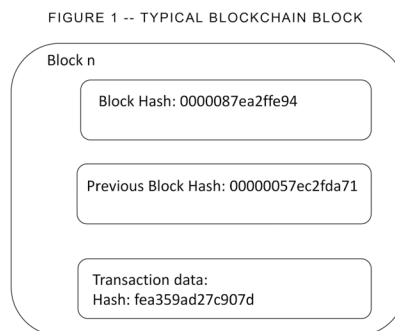 FIGURE 1 -- TYPICAL BLOCKCHAIN BLOCK
Block n
Block Hash: 0000087ea2ffe94
Previous Block Hash: 00000057ec2fda71
Transaction data:
Hash: fea359ad27c907d